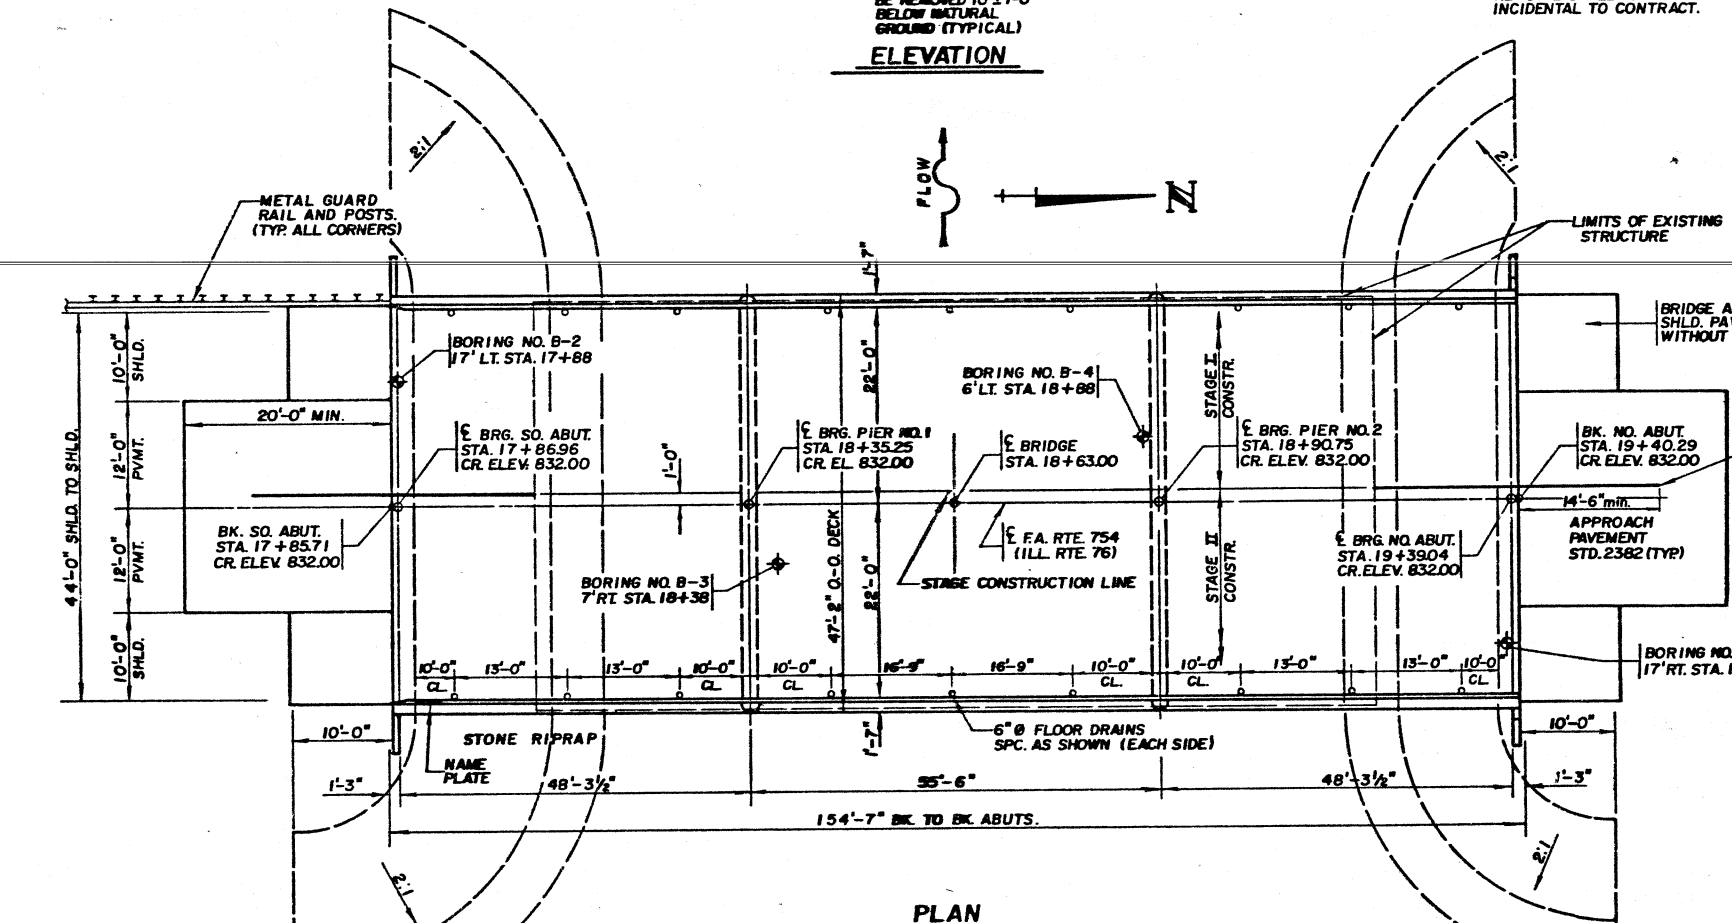 BE REMOVED TO ±1'-0"
BELOW NATURAL
GROUND (TYPICAL)
ELEVATION
INCIDENTAL TO CONTRACT.
2:1
2:1
FLOW
N
METAL GUARD
RAIL AND POSTS.
(TYP. ALL CORNERS)
LIMITS OF EXISTING
STRUCTURE
1'-7"
BRIDGE A
SHLD. PA
WITHOUT
BORING NO. B-2
17' LT. STA. 17+88
10'-0"
SHLD.
22'-0"
BORING NO. B-4
6' LT. STA. 18+88
STAGE I
CONSTR.
20'-0" MIN.
44'-0" SHLD. TO SHLD.
12'-0"
PVMT.
℄ BRG. SO. ABUT.
STA. 17+86.96
CR. ELEV. 832.00
1'-0"
℄ BRG. PIER NO. 1
STA. 18+35.25
CR. EL. 832.00
℄ BRIDGE
STA. 18+63.00
℄ BRG. PIER NO. 2
STA. 18+90.75
CR. ELEV. 832.00
BK. NO. ABUT.
STA. 19+40.29
CR. ELEV. 832.00
14'-6" min.
APPROACH
PAVEMENT
STD. 2382 (TYP.)
BK. SO. ABUT.
STA. 17+85.71
CR. ELEV. 832.00
12'-0"
PVMT.
℄ F.A. RTE. 754
(ILL. RTE. 76)
℄ BRG. NO. ABUT.
STA. 19+39.04
CR. ELEV. 832.00
BORING NO. B-3
7' RT. STA. 18+38
47'-2" O.-O. DECK
22'-0"
STAGE CONSTRUCTION LINE
STAGE II
CONSTR.
10'-0"
SHLD.
BORING NO.
17' RT. STA. 1
10'-0" 13'-0" 13'-0" 10'-0" 10'-0" 16'-9" 16'-9" 10'-0" 10'-0" 13'-0" 13'-0" 10'-0
CL. CL. CL. CL. CL. CL.
10'-0"
STONE RIPRAP
1'-7"
6" Ø FLOOR DRAINS
SPC. AS SHOWN (EACH SIDE)
10'-0"
NAME
PLATE
1'-3"
48'-3½"
55'-6"
48'-3½"
1'-3"
154'-7" BK. TO BK. ABUTS.
2:1
2:1
PLAN